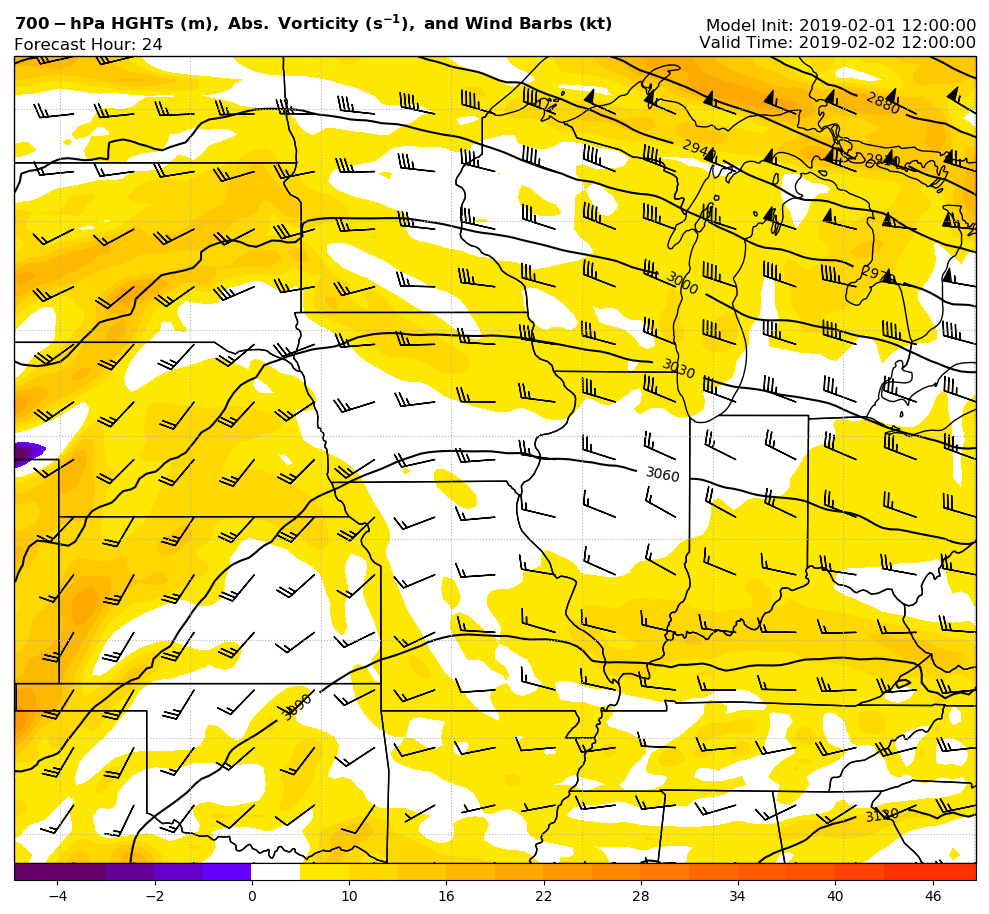 700-hPa HGHTs (m), Abs. Vorticity (s⁻¹), and Wind Barbs (kt)
Model Init: 2019-02-01 12:00:00
Forecast Hour: 24
Valid Time: 2019-02-02 12:00:00
2880
2940
2970
3000
3030
3060
3090
3120
−4 −2 0 10 16 22 28 34 40 46